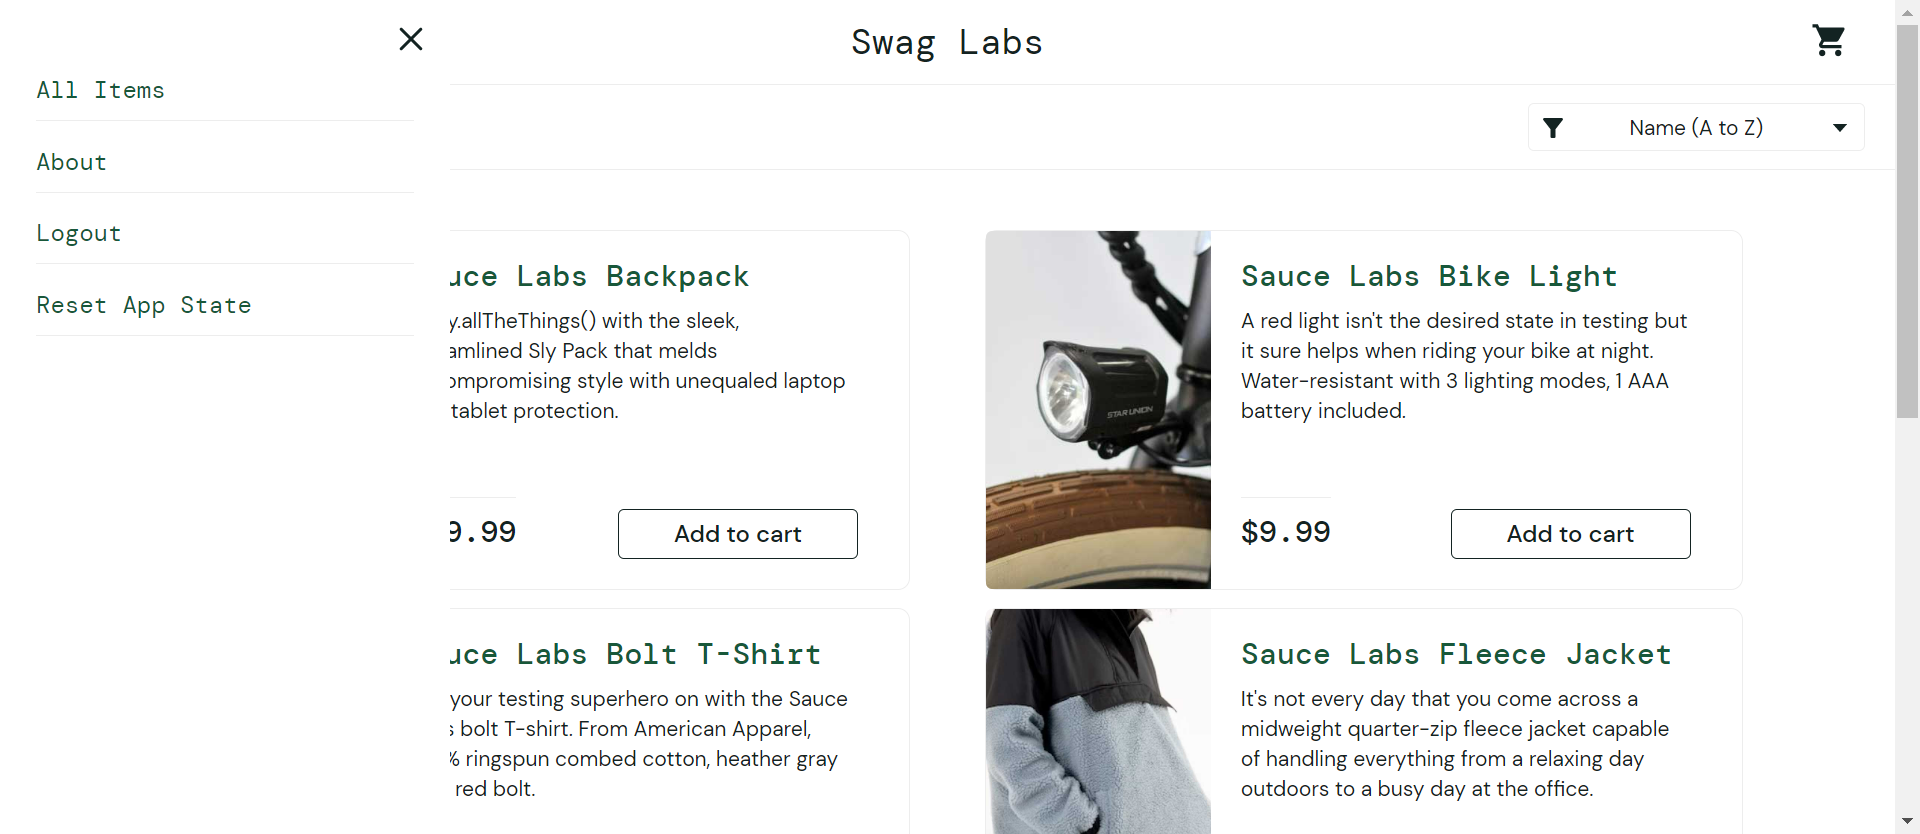 Swag Labs
All Items
About
Logout
Reset App State
Name (A to Z)
Labs Backpack
with the sleek,
Sly Pack that melds
style with unequaled laptop
tablet protection.
9.99
Add to cart
Sauce Labs Bike Light
A red light isn't the desired state in testing but
it sure helps when riding your bike at night.
Water-resistant with 3 lighting modes, 1 AAA
battery included.
STAR UNION
$9.99
Add to cart
Labs Bolt T-Shirt
your testing superhero on with the Sauce
bolt T-shirt. From American Apparel,
% ringspun combed cotton, heather gray
red bolt.
Sauce Labs Fleece Jacket
It's not every day that you come across a
midweight quarter-zip fleece jacket capable
of handling everything from a relaxing day
outdoors to a busy day at the office.